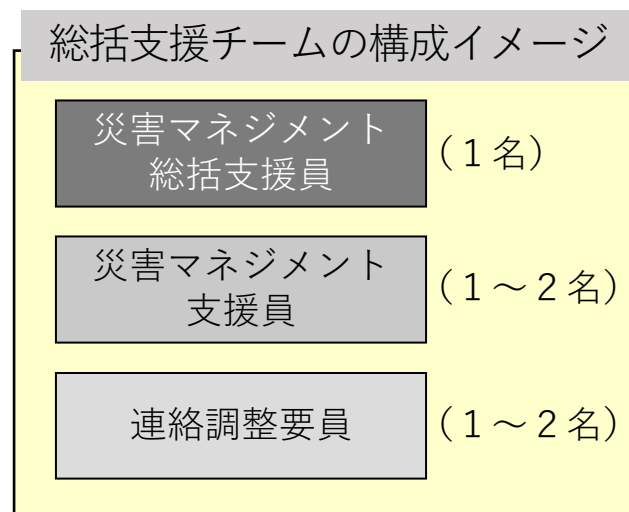 総括支援チームの構成イメージ
災害マネジメント
総括支援員
（１名）
災害マネジメント
支援員
（１～２名）
連絡調整要員
（１～２名）